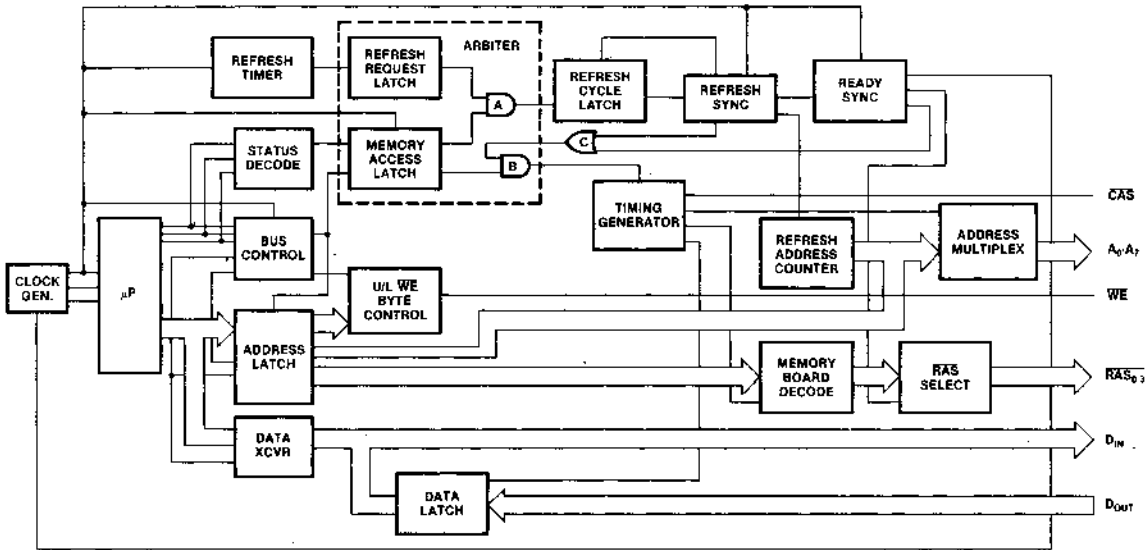 ARBITER
REFRESH
TIMER
REFRESH
REQUEST
LATCH
A
REFRESH
CYCLE
LATCH
REFRESH
SYNC
READY
SYNC
STATUS
DECODE
MEMORY
ACCESS
LATCH
B
C
TIMING
GENERATOR
CAS
BUS
CONTROL
REFRESH
ADDRESS
COUNTER
ADDRESS
MULTIPLEX
A0-A7
CLOCK
GEN.
μP
U/L WE
BYTE
CONTROL
WE
ADDRESS
LATCH
MEMORY
BOARD
DECODE
RAS
SELECT
RAS0-3
DATA
XCVR
DIN
DATA
LATCH
DOUT